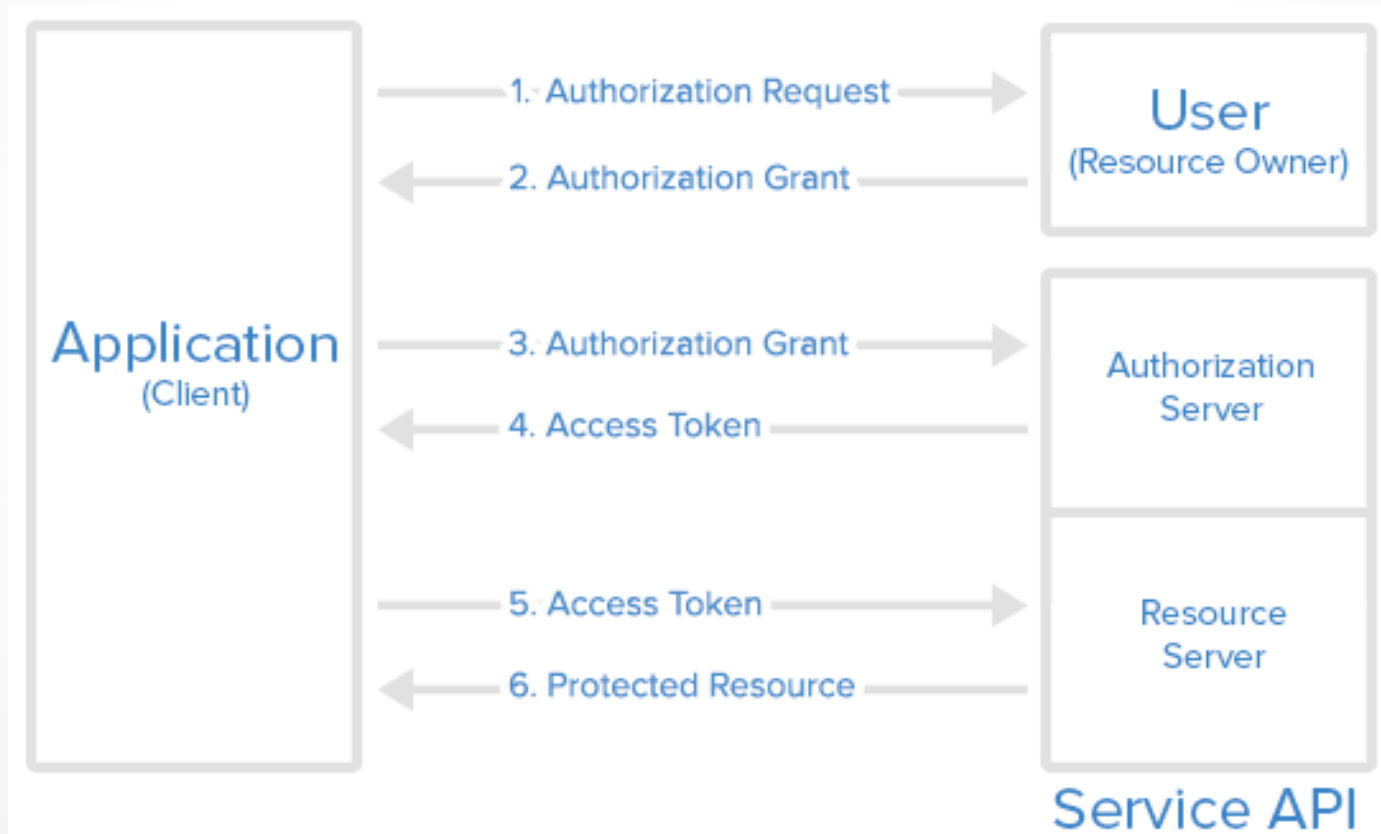 1. Authorization Request
User
(Resource Owner)
2. Authorization Grant
Application
(Client)
3. Authorization Grant
Authorization
Server
4. Access Token
5. Access Token
Resource
Server
6. Protected Resource
Service API